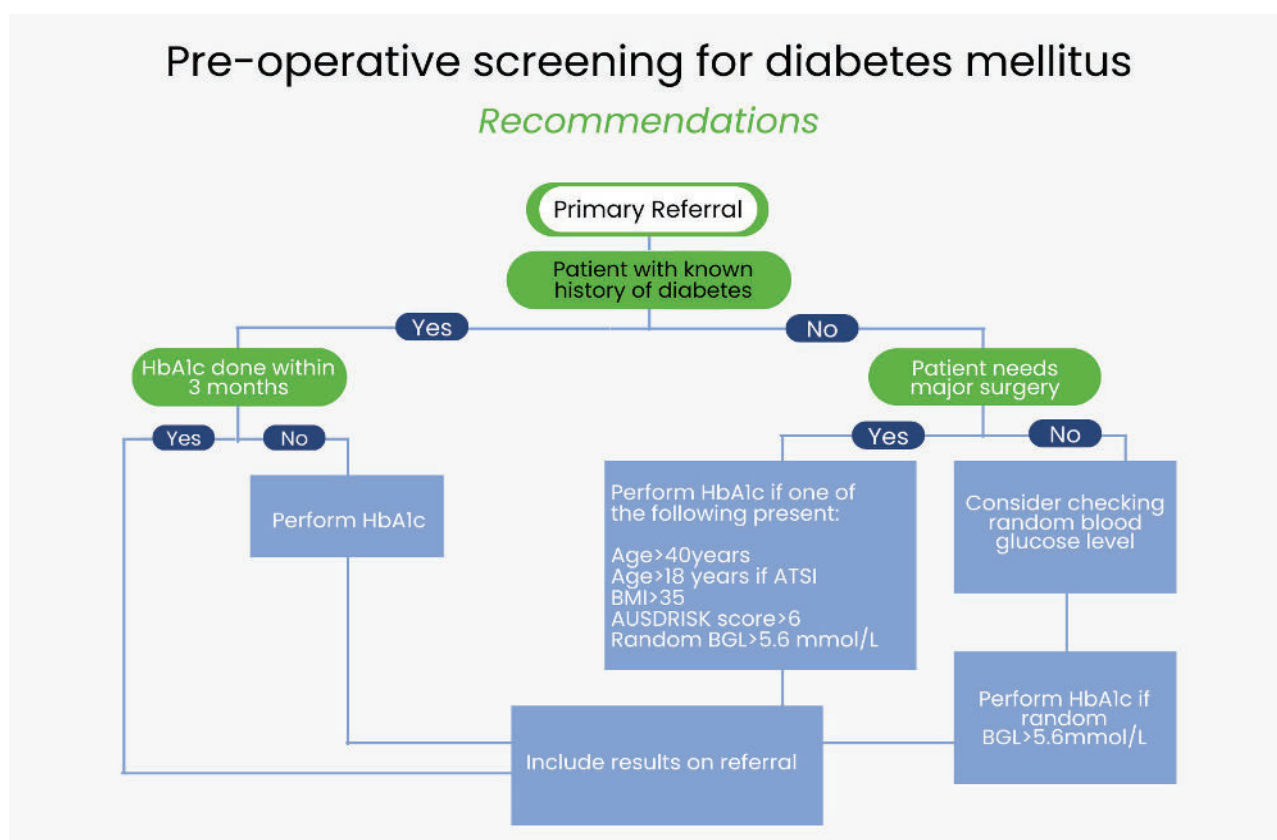 Pre-operative screening for diabetes mellitus
Recommendations
Primary Referral
Patient with known
history of diabetes
Yes
No
HbA1c done within
3 months
Patient needs
major surgery
Yes
No
Yes
No
Perform HbA1c
Perform HbA1c if one of
the following present:
Age>40years
Age>18 years if ATSI
BMI>35
AUSDRISK score>6
Random BGL>5.6 mmol/L
Consider checking
random blood
glucose level
Perform HbA1c if
random
BGL>5.6mmol/L
Include results on referral